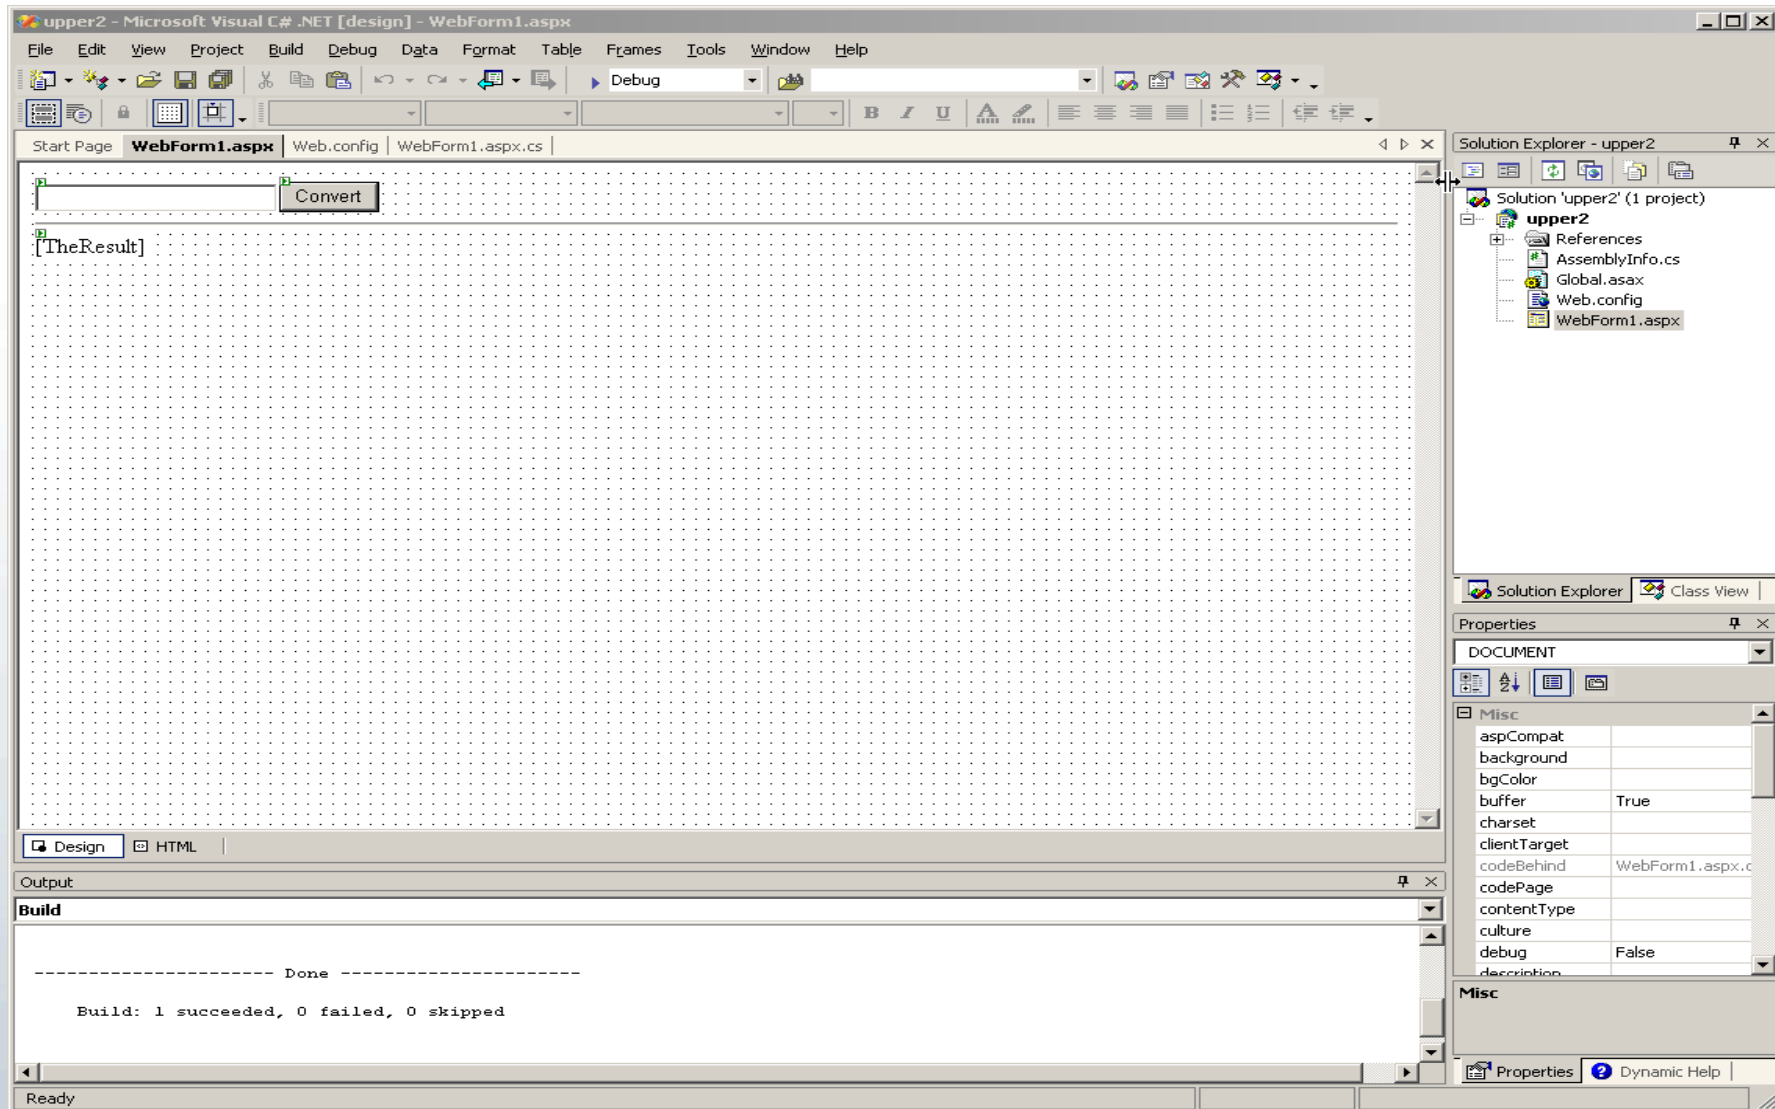 upper2 - Microsoft Visual C# .NET [design] - WebForm1.aspx
File Edit View Project Build Debug Data Format Table Frames Tools Window Help
Debug
B I U A
Start Page WebForm1.aspx Web.config WebForm1.aspx.cs
Convert
[TheResult]
Design HTML
Output
Build
---------------------- Done ----------------------
Build: 1 succeeded, 0 failed, 0 skipped
Ready
Solution Explorer - upper2
Solution 'upper2' (1 project)
upper2
References
AssemblyInfo.cs
Global.asax
Web.config
WebForm1.aspx
Solution Explorer Class View
Properties
DOCUMENT
Misc
aspCompat
background
bgColor
buffer True
charset
clientTarget
codeBehind WebForm1.aspx.c
codePage
contentType
culture
debug False
description
Misc
Properties Dynamic Help